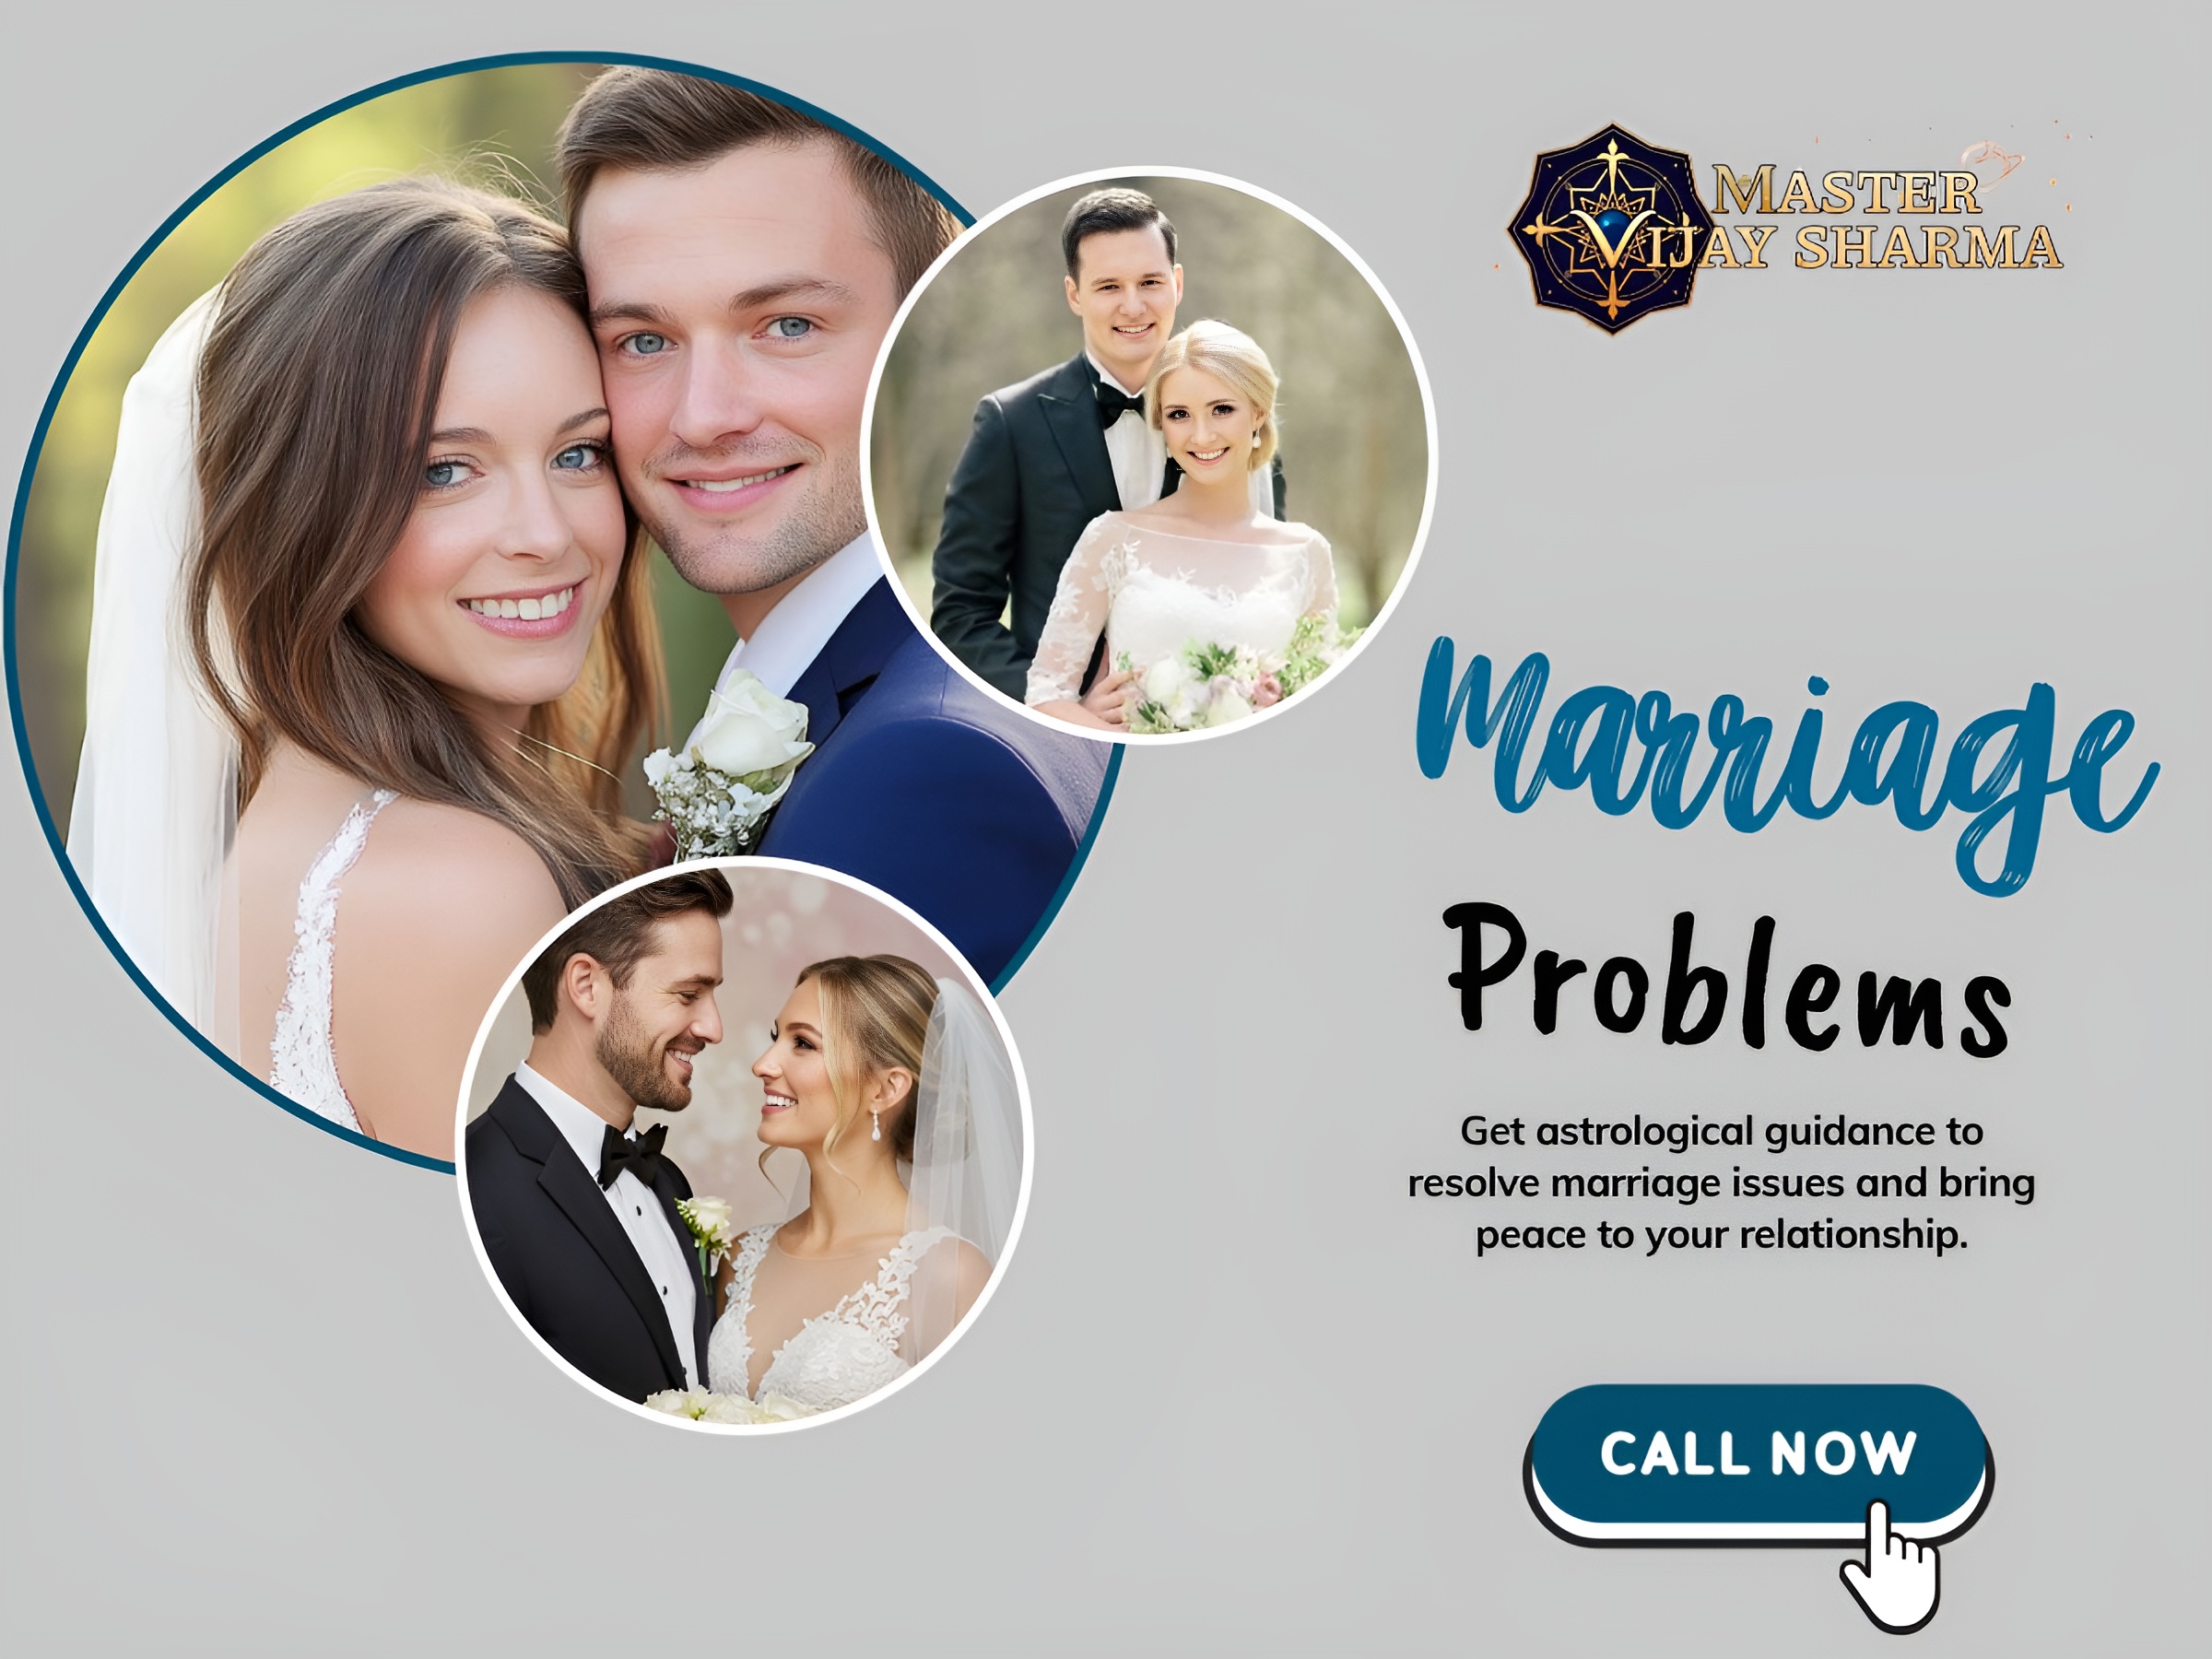 MASTER
VIJAY SHARMA
Marriage
Problems
Get astrological guidance to
resolve marriage issues and bring
peace to your relationship.
CALL NOW